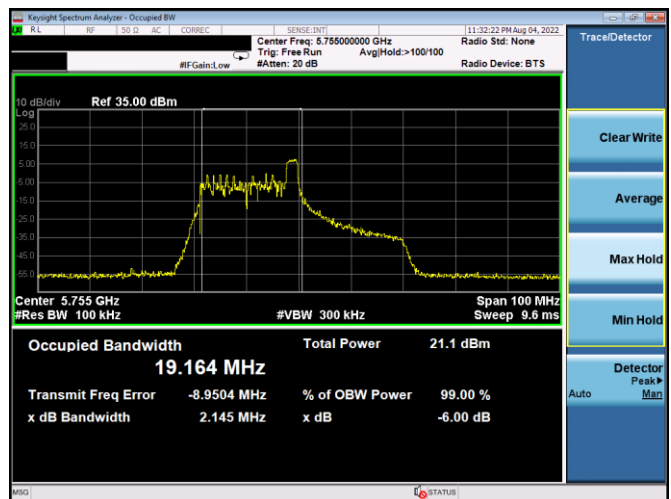 Keysight Spectrum Analyzer - Occupied BW
RL RF 50 Ω AC CORREC SENSE:INT 11:32:22 PM Aug 04, 2022
Center Freq: 5.755000000 GHz Radio Std: None
Trig: Free Run Avg|Hold:>100/100
#IFGain:Low #Atten: 20 dB Radio Device: BTS
10 dB/div Ref 35.00 dBm
Log
25.0
15.0
5.00
-5.00
-15.0
-25.0
-35.0
-45.0
-55.0
Center 5.755 GHz Span 100 MHz
#Res BW 100 kHz #VBW 300 kHz Sweep 9.6 ms
Occupied Bandwidth Total Power 21.1 dBm
19.164 MHz
Transmit Freq Error -8.9504 MHz % of OBW Power 99.00 %
x dB Bandwidth 2.145 MHz x dB -6.00 dB
MSG STATUS
Trace/Detector
Clear Write
Average
Max Hold
Min Hold
Detector
Peak▶
Auto Man